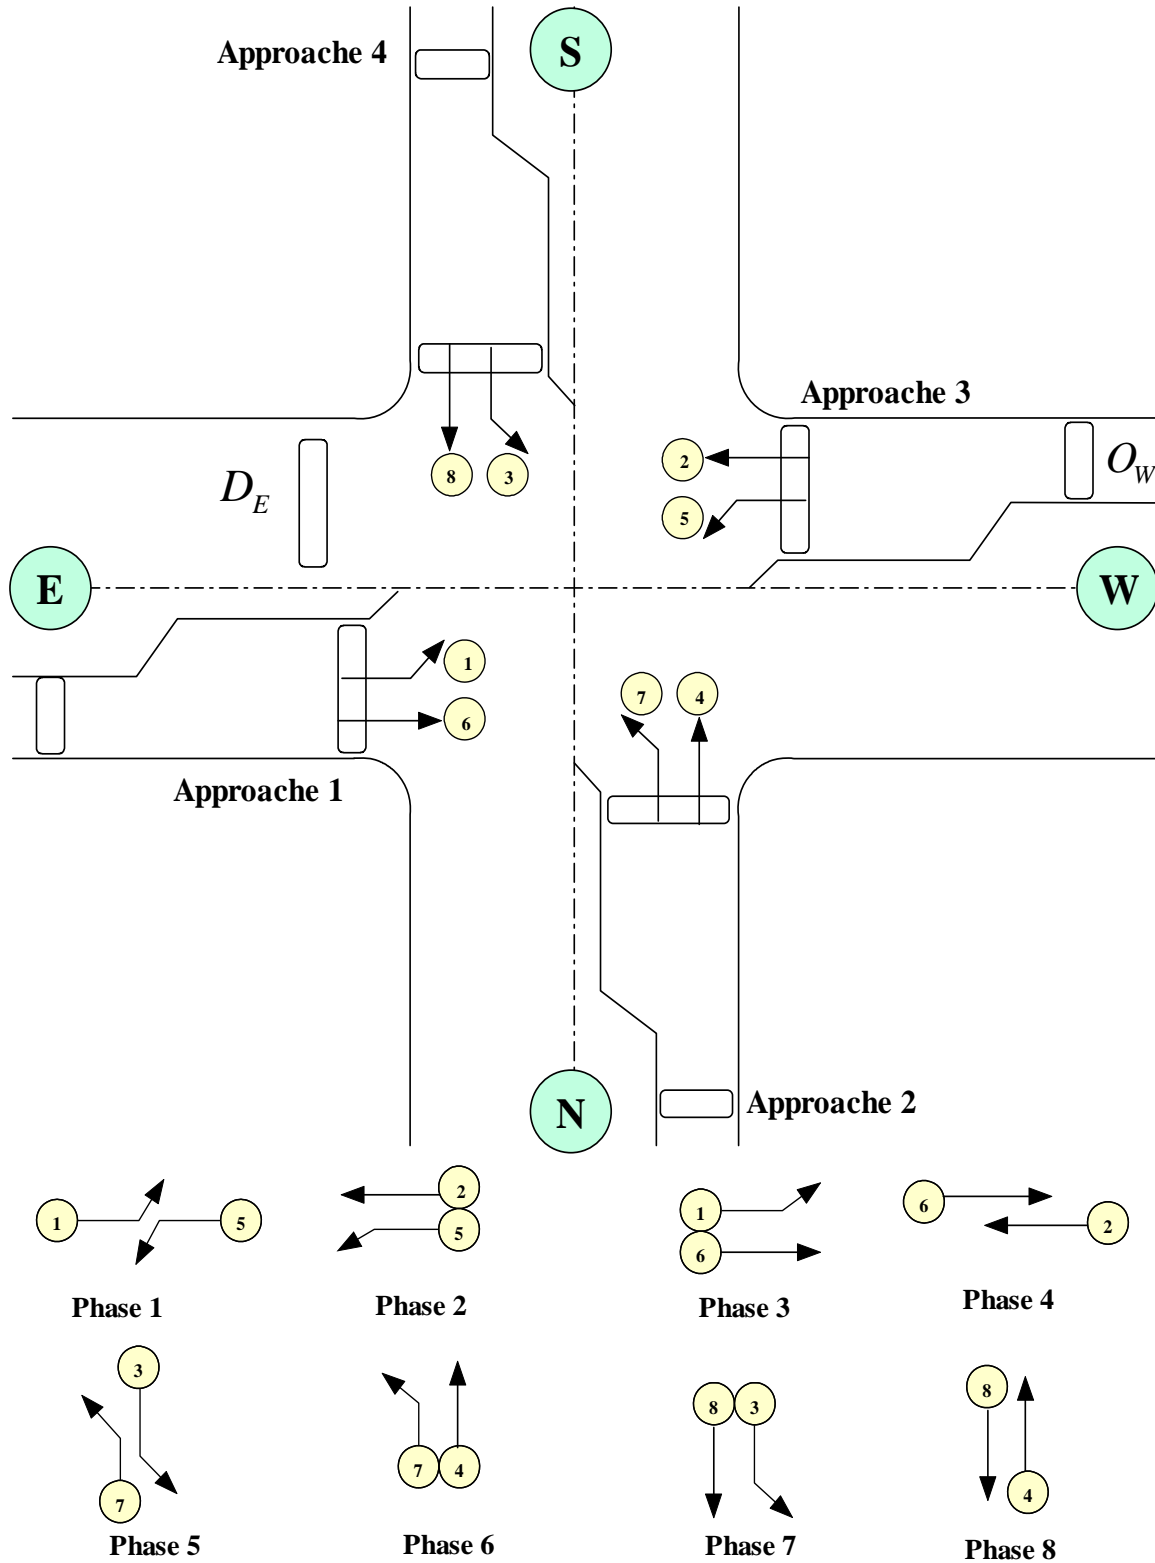 S
Approache 4
Approache 3
O_W
2
8
3
D_E
5
E
W
1
7
4
6
Approache 1
N
Approache 2
1
5
2
5
1
6
6
2
Phase 1
Phase 2
Phase 3
Phase 4
3
7
7
4
8
3
8
4
Phase 5
Phase 6
Phase 7
Phase 8